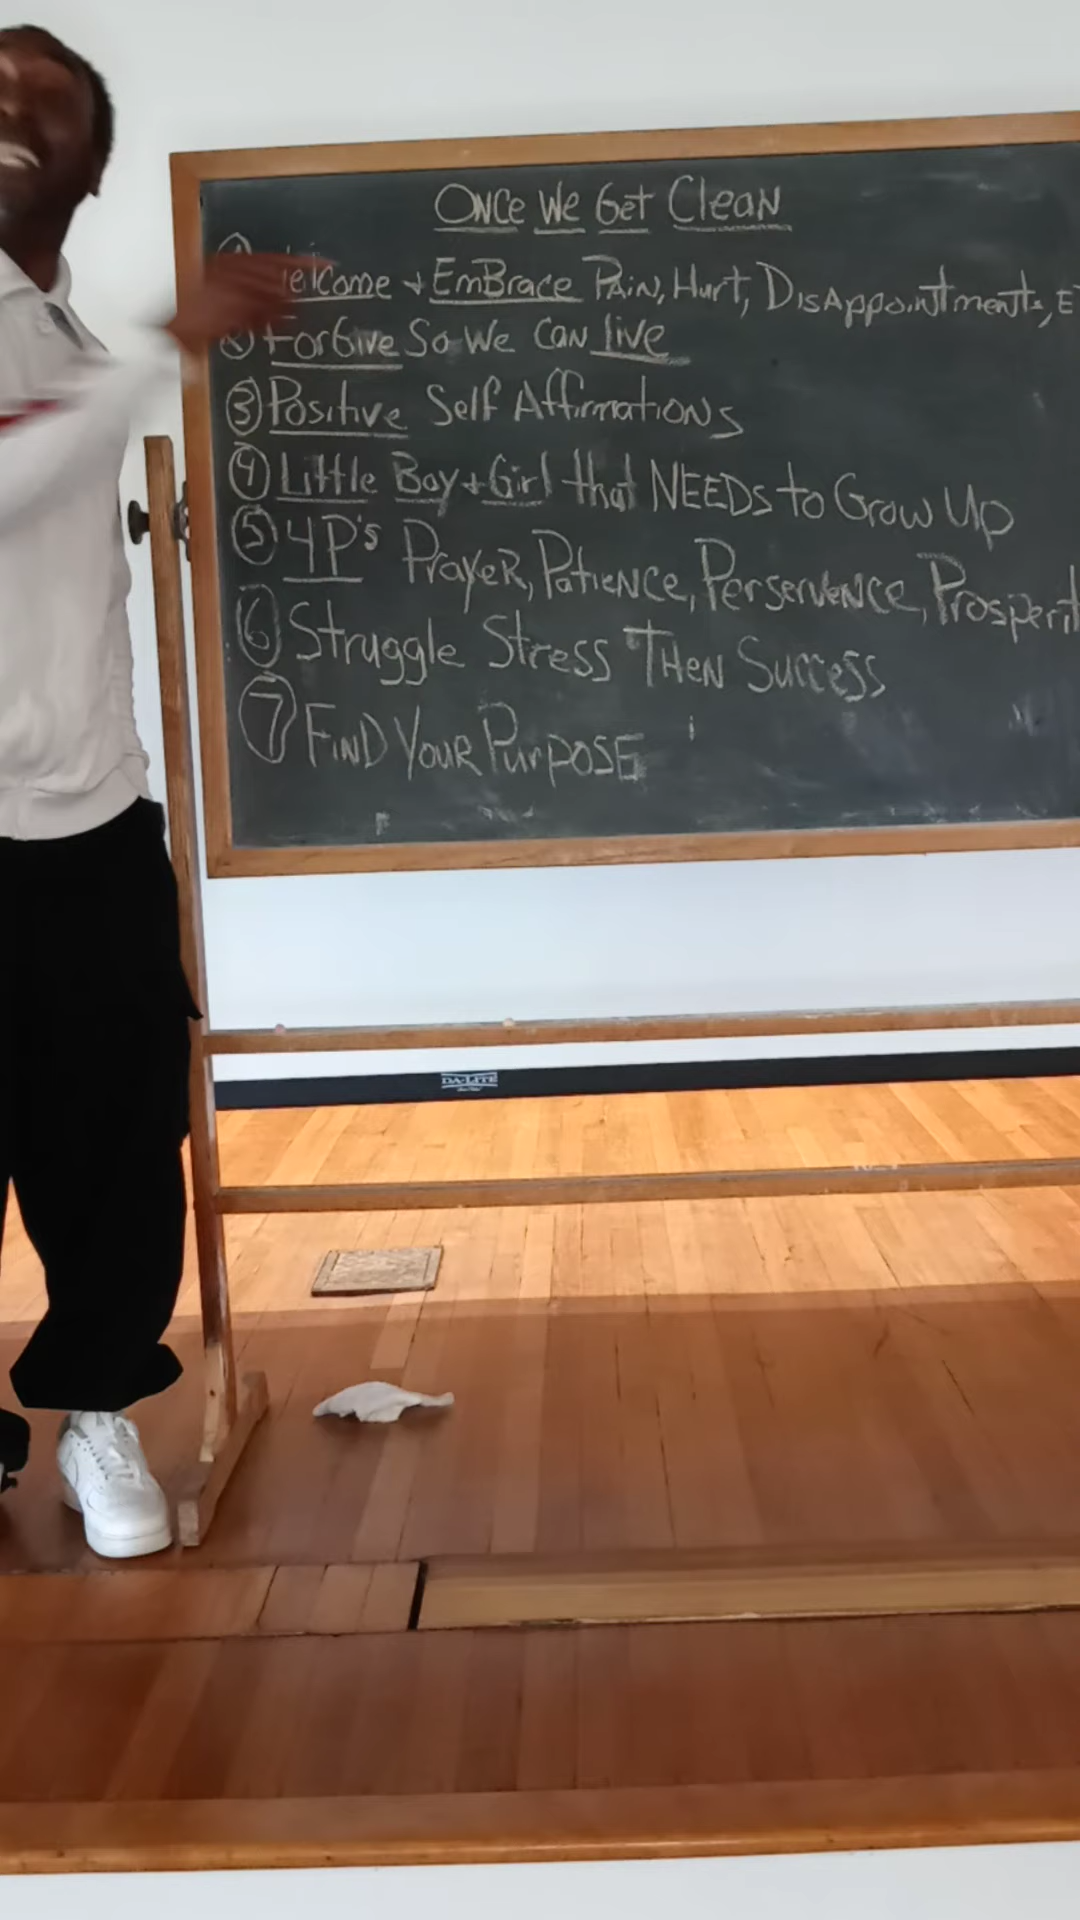 Once We Get Clean
Welcome + Embrace Pain, Hurt, Disappointments,
② Forgive So We Can live
③ Positive Self Affirmations
④ Little Boy + Girl that NEEDS to Grow Up
⑤ 4P's Prayer, Patience, Perservence, Prosperit
⑥ Struggle Stress Then Success
⑦ Find Your Purpose
DA-LITE